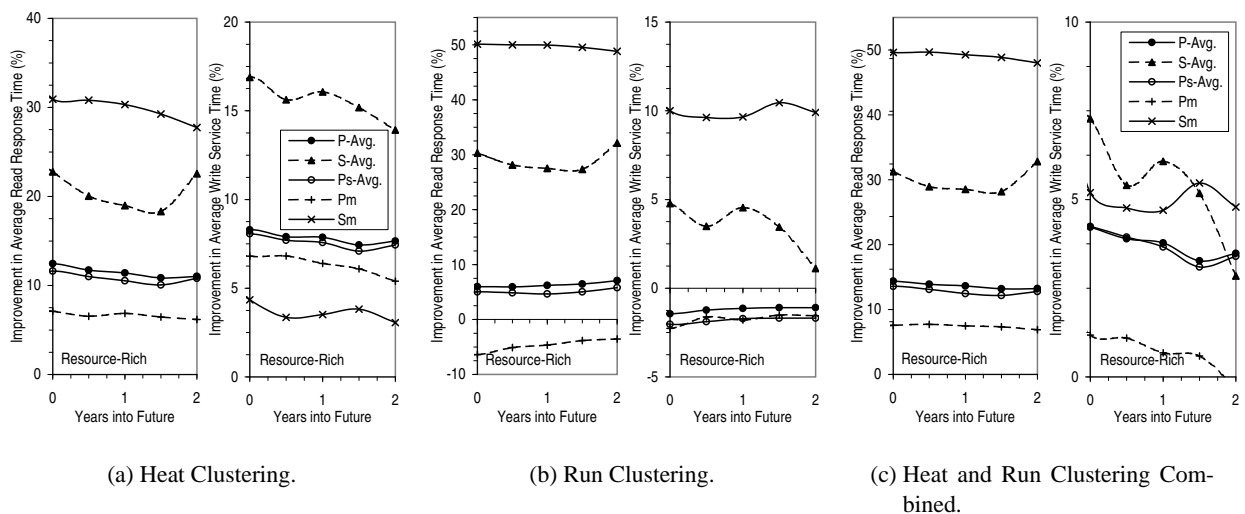 Improvement in Average Read Response Time (%)
40
30
20
10
0
Resource-Rich
0 1 2
Years into Future
Improvement in Average Write Service Time (%)
20
15
10
5
0
P-Avg.
S-Avg.
Ps-Avg.
Pm
Sm
0 1 2
Years into Future
(a) Heat Clustering.
Improvement in Average Read Response Time (%)
50
40
30
20
10
0
-10
Resource-Rich
0 1 2
Years into Future
Improvement in Average Write Service Time (%)
15
10
5
0
-5
0 1 2
Years into Future
(b) Run Clustering.
Improvement in Average Read Response Time (%)
50
40
30
20
10
0
Resource-Rich
0 1 2
Years into Future
Improvement in Average Write Service Time (%)
10
5
0
P-Avg.
S-Avg.
Ps-Avg.
Pm
Sm
Resource-Rich
0 1 2
Years into Future
(c) Heat and Run Clustering Com-
bined.